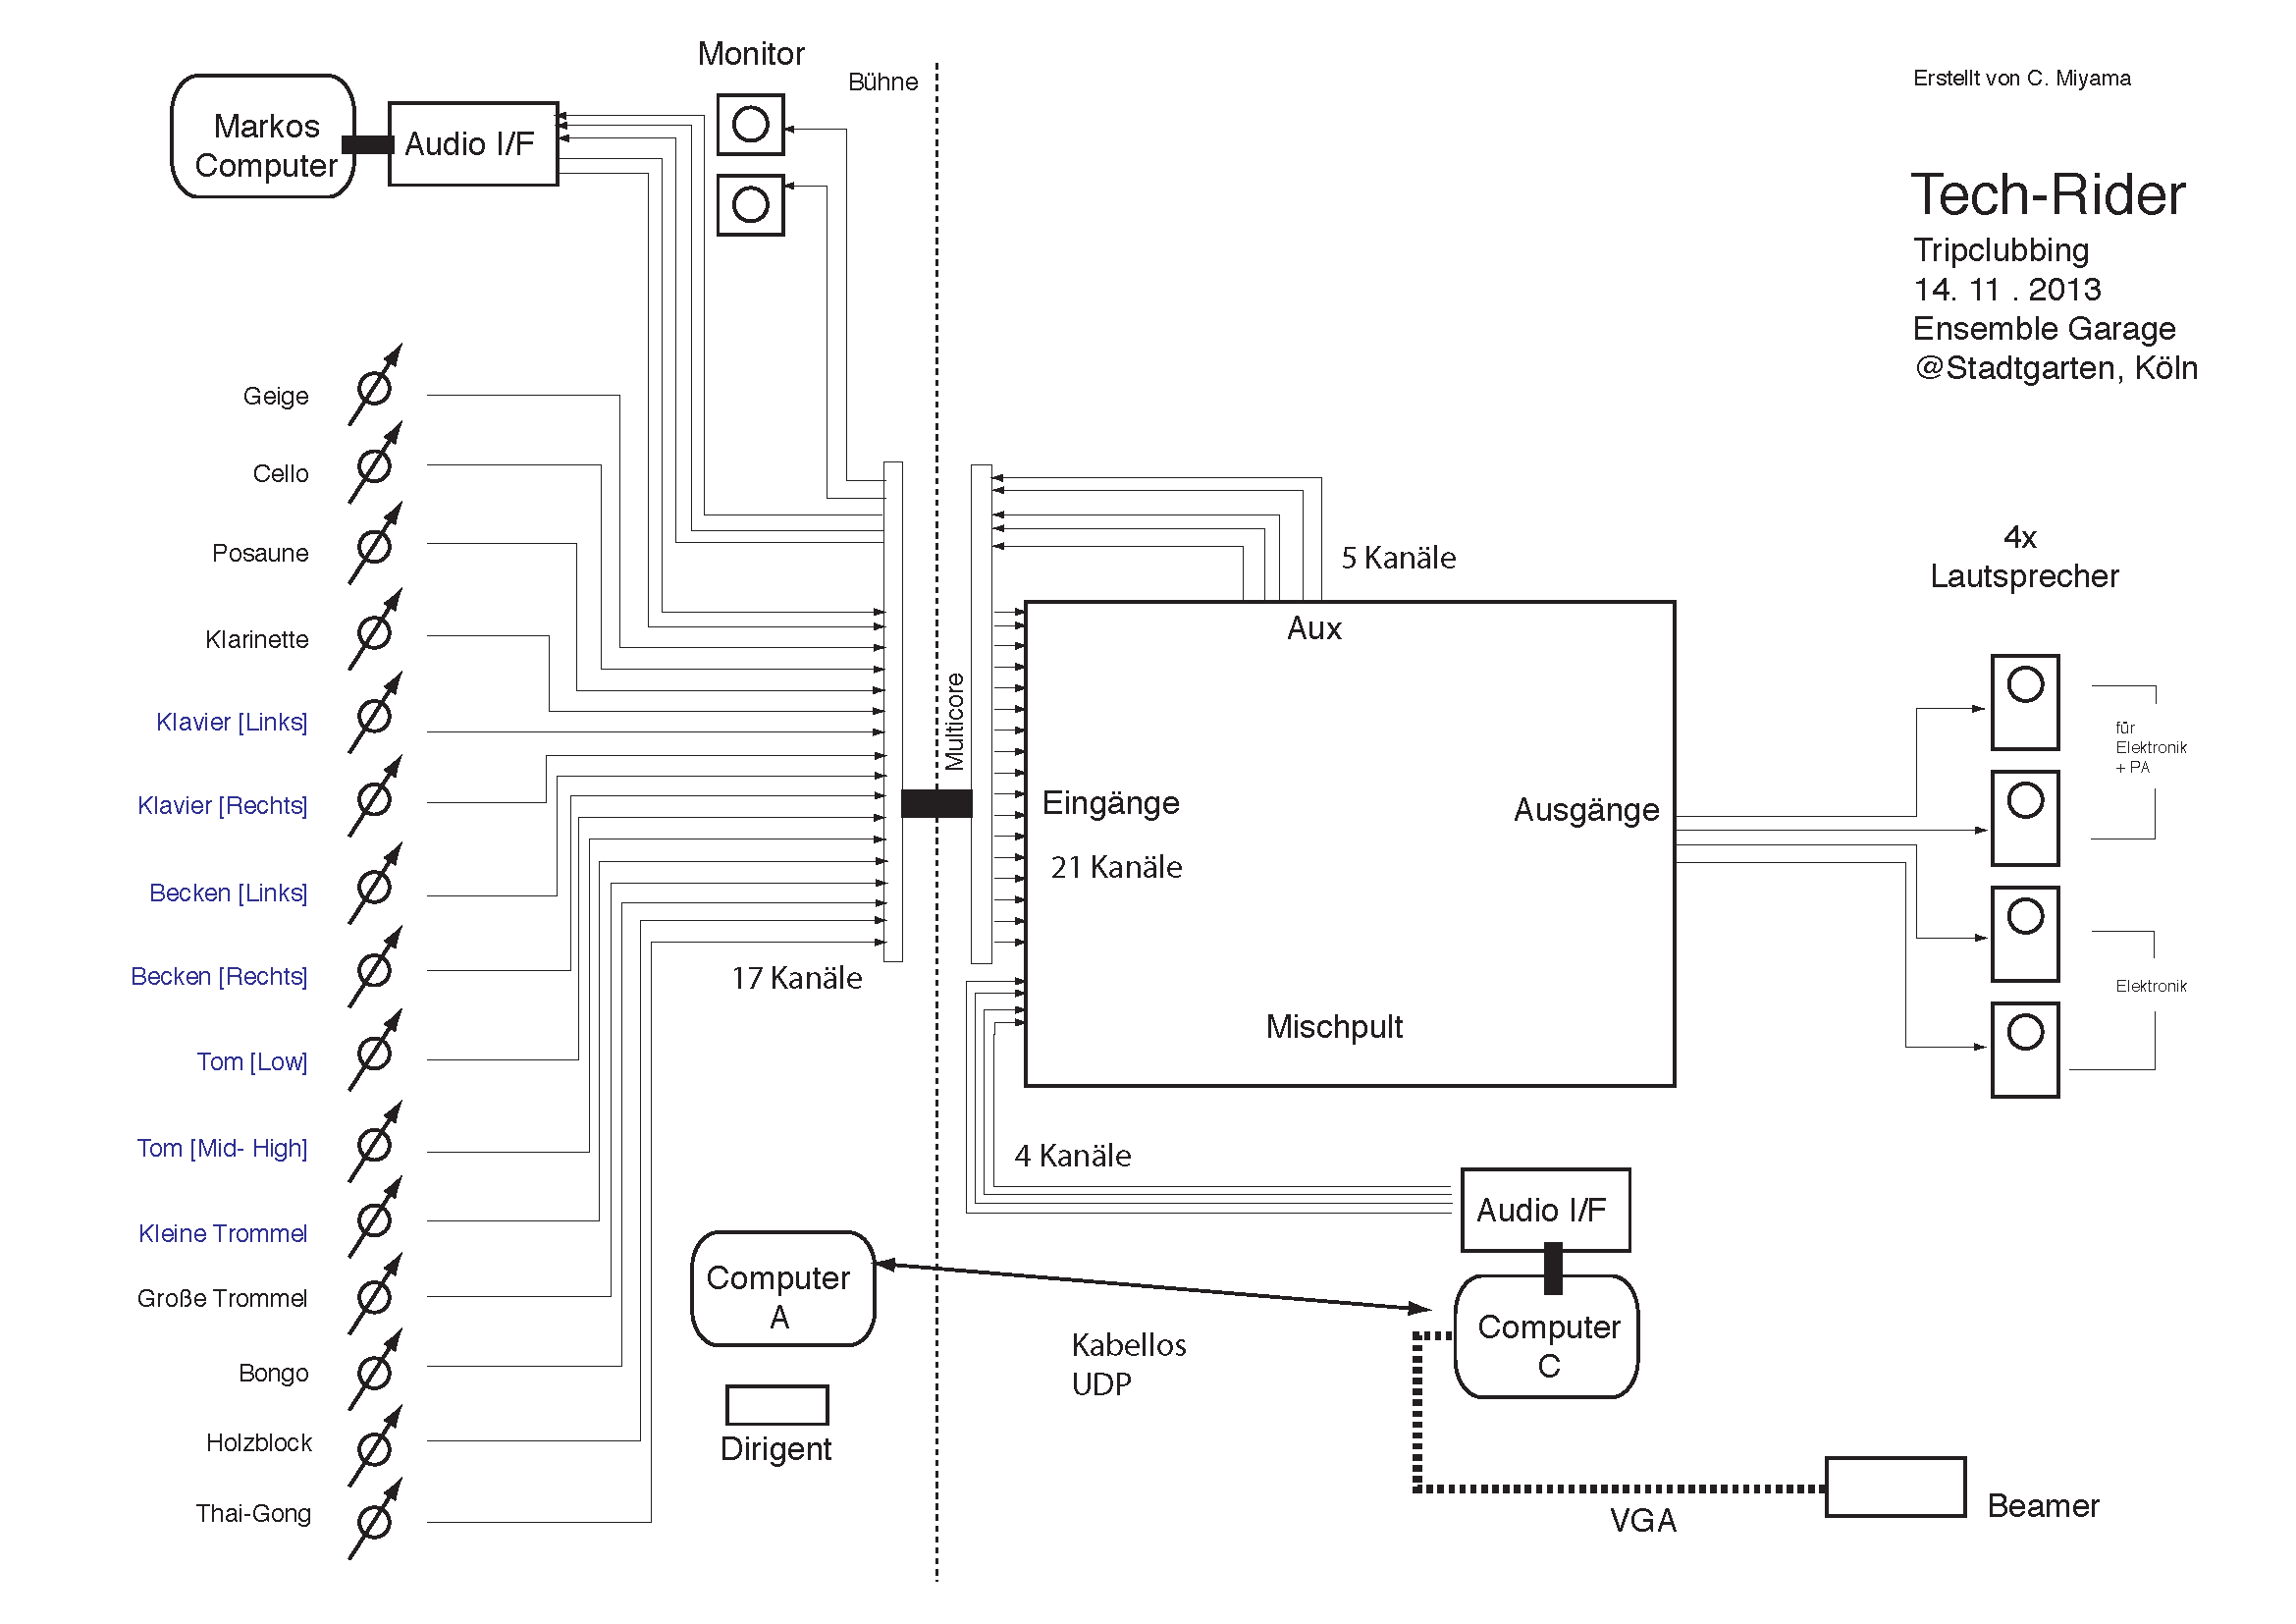 Monitor
Bühne
Erstellt von C. Miyama
Markos
Computer
Audio I/F
Tech-Rider
Tripclubbing
14. 11 . 2013
Ensemble Garage
@Stadtgarten, Köln
Geige
Cello
Posaune
Klarinette
Klavier [Links]
Klavier [Rechts]
Becken [Links]
Becken [Rechts]
Tom [Low]
Tom [Mid- High]
Kleine Trommel
Große Trommel
Bongo
Holzblock
Thai-Gong
17 Kanäle
Multicore
5 Kanäle
Aux
Eingänge
21 Kanäle
Ausgänge
Mischpult
4x
Lautsprecher
für
Elektronik
+ PA
Elektronik
4 Kanäle
Audio I/F
Computer
A
Dirigent
Kabellos
UDP
Computer
C
VGA
Beamer